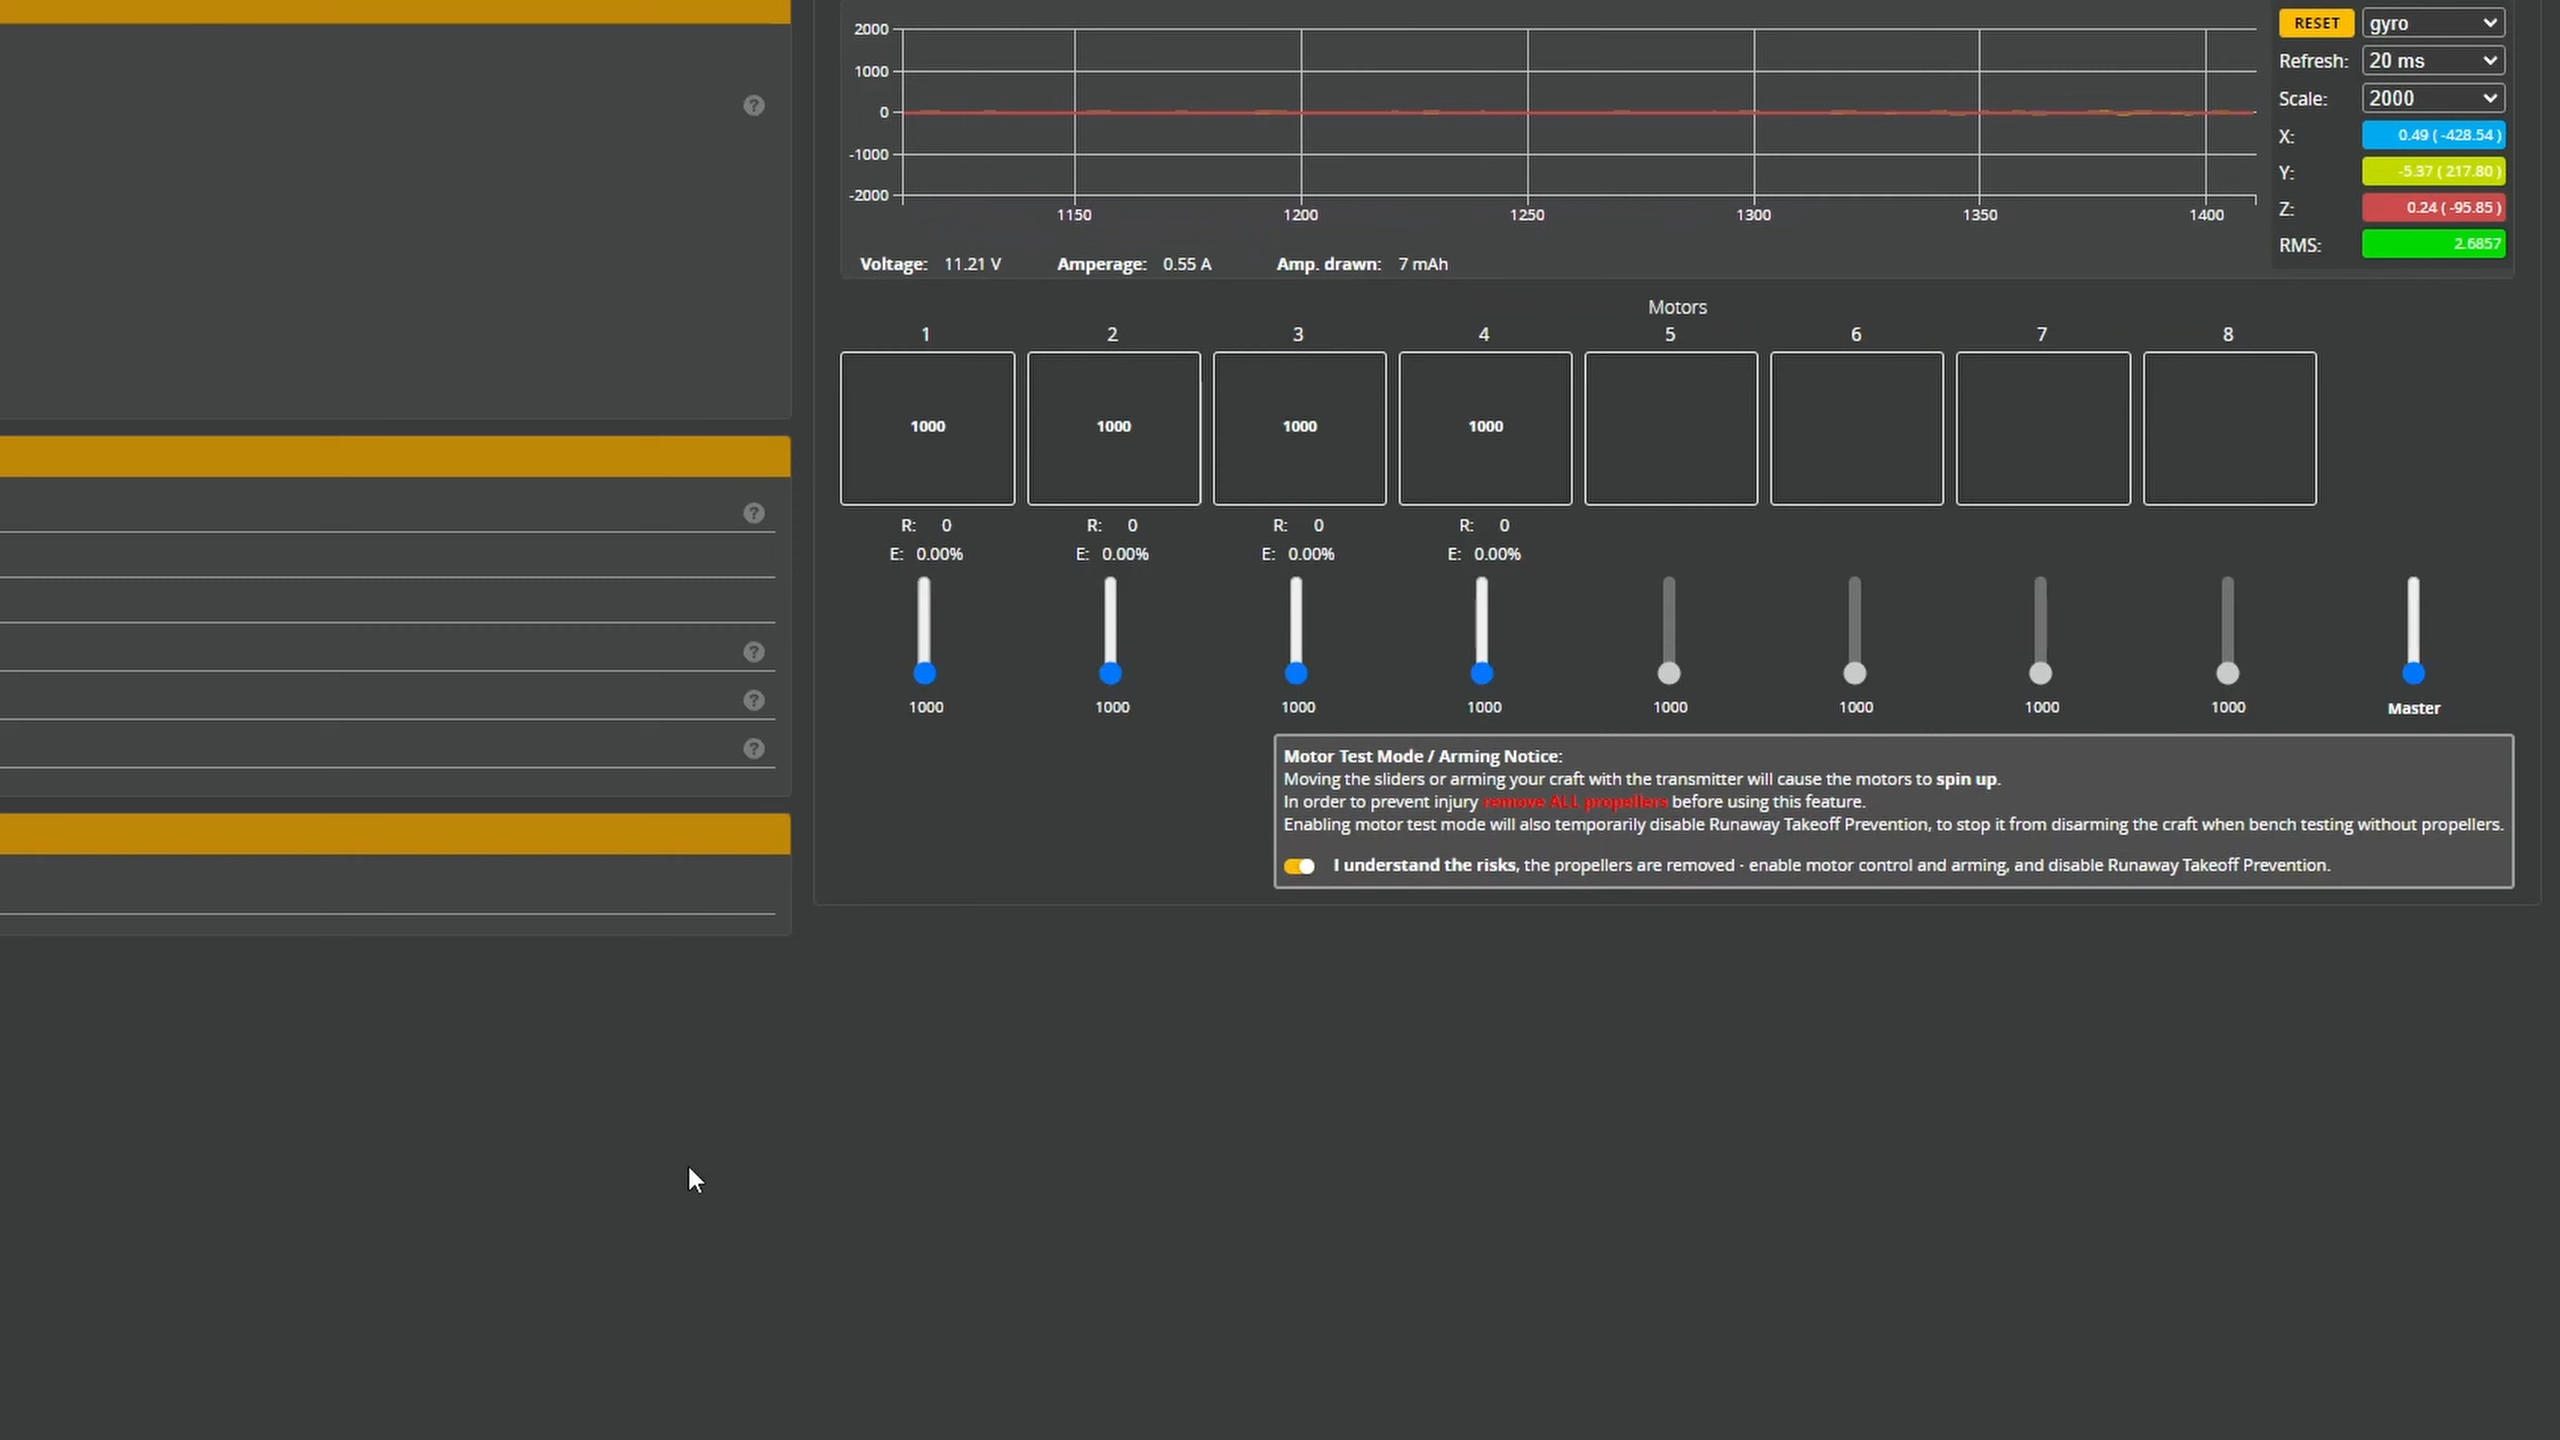 2000
1000
0
-1000
-2000
1150 1200 1250 1300 1350 1400
RESET gyro
Refresh: 20 ms
Scale: 2000
X: 0.49 ( -428.54 )
Y: -5.37 ( 217.80 )
Z: 0.24 ( -95.85 )
RMS: 2.6857
Voltage: 11.21 V Amperage: 0.55 A Amp. drawn: 7 mAh
Motors
1 2 3 4 5 6 7 8
1000 1000 1000 1000
R: 0 R: 0 R: 0 R: 0
E: 0.00% E: 0.00% E: 0.00% E: 0.00%
1000 1000 1000 1000 1000 1000 1000 1000 Master
Motor Test Mode / Arming Notice:
Moving the sliders or arming your craft with the transmitter will cause the motors to spin up.
In order to prevent injury remove ALL propellers before using this feature.
Enabling motor test mode will also temporarily disable Runaway Takeoff Prevention, to stop it from disarming the craft when bench testing without propellers.
I understand the risks, the propellers are removed - enable motor control and arming, and disable Runaway Takeoff Prevention.
?
?
?
?
?